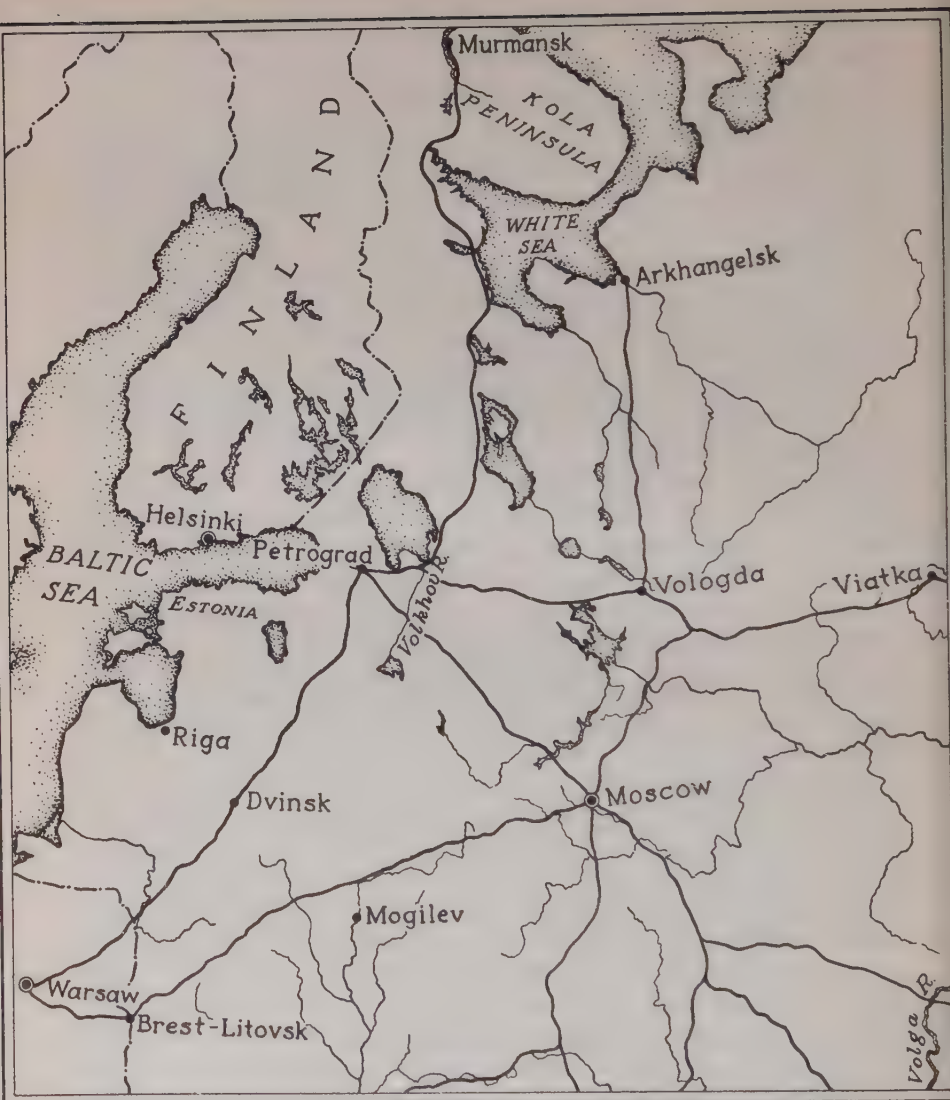 Murmansk
KOLA
PENINSULA
FINLAND
WHITE
SEA
Arkhangelsk
Helsinki
Petrograd
BALTIC
SEA
ESTONIA
Volkhov R.
Vologda
Viatka
Riga
Dvinsk
Moscow
Mogilev
Warsaw
Brest-Litovsk
Volga R.